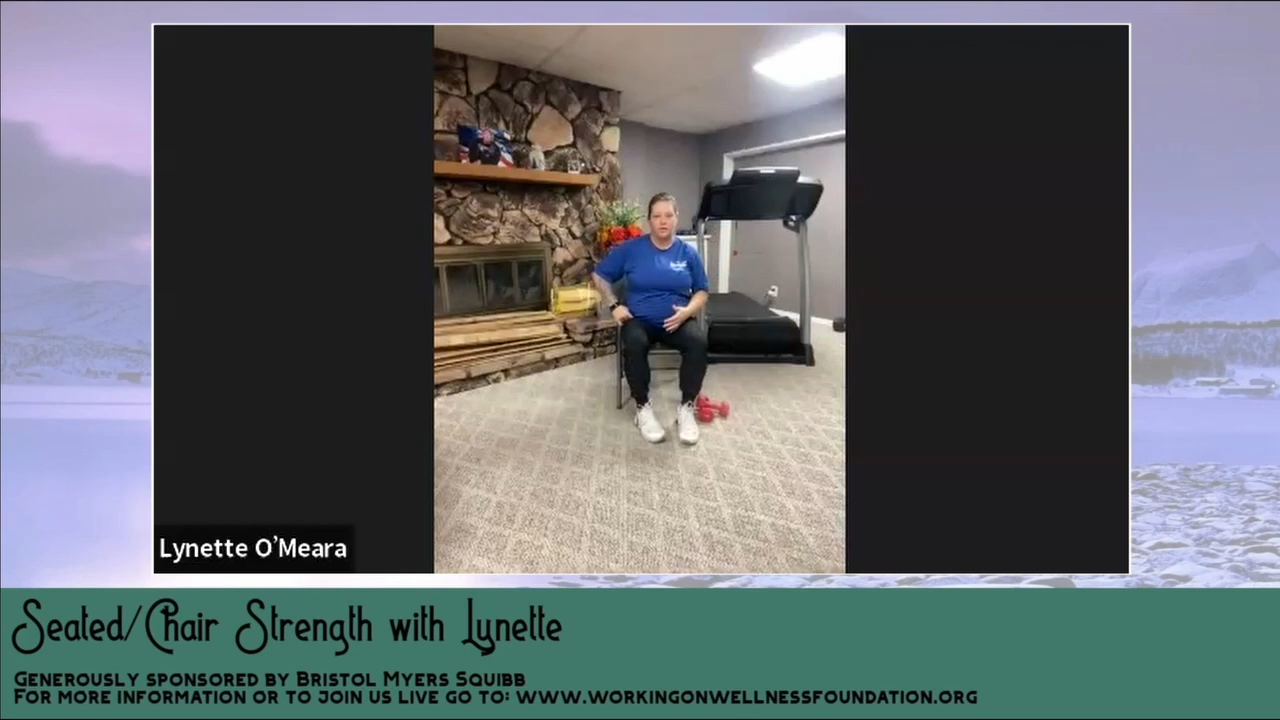 Lynette O'Meara
Seated/Chair Strength with Lynette
Generously sponsored by Bristol Myers Squibb
For more information or to join us live go to: www.workingonwellnessfoundation.org